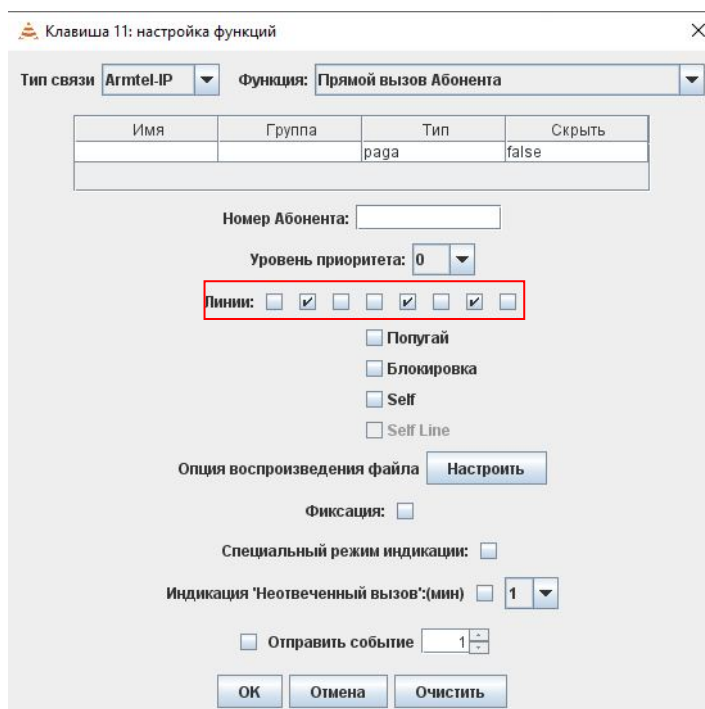 Клавиша 11: настройка функций
Тип связи Armtel-IP Функция: Прямой вызов Абонента
Имя Группа Тип Скрыть
paga false
Номер Абонента:
Уровень приоритета: 0
Линии:
Попугай
Блокировка
Self
Self Line
Опция воспроизведения файла Настроить
Фиксация:
Специальный режим индикации:
Индикация 'Неотвеченный вызов':(мин) 1
Отправить событие 1
ОК Отмена Очистить